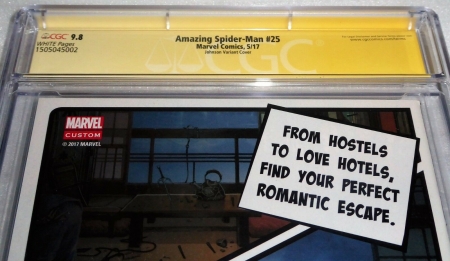 CGC 9.8
WHITE Pages
1505045002
Amazing Spider-Man #25
Marvel Comics, 5/17
Johnson Variant Cover
MARVEL
CUSTOM
© 2017 MARVEL
FROM HOSTELS
TO LOVE HOTELS,
FIND YOUR PERFECT
ROMANTIC ESCAPE.